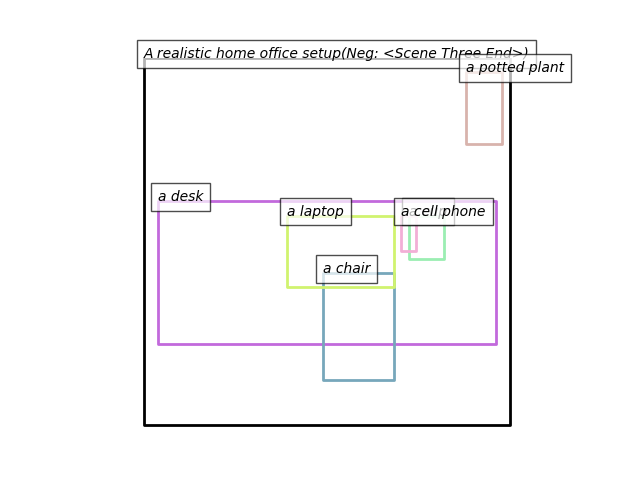 A realistic home office setup(Neg: <Scene Three End>)
a potted plant
a desk
a laptop
a cell phone
a chair